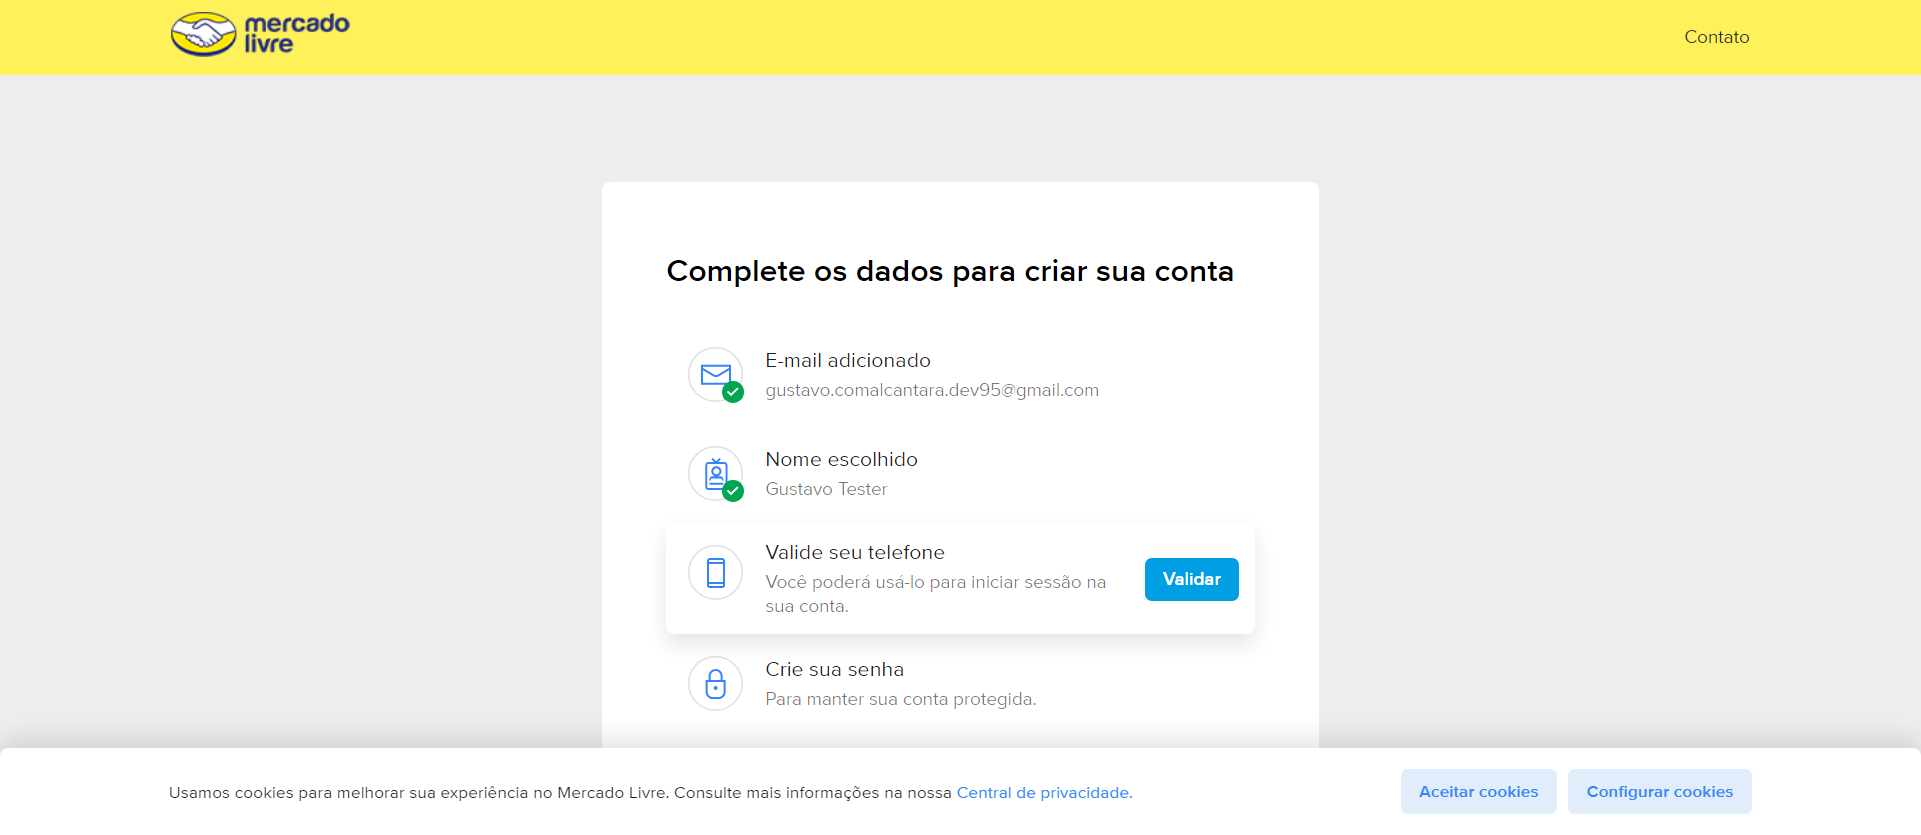 mercado
livre
Contato
Complete os dados para criar sua conta
E-mail adicionado
gustavo.comalcantara.dev95@gmail.com
Nome escolhido
Gustavo Tester
Valide seu telefone
Você poderá usá-lo para iniciar sessão na
sua conta.
Validar
Crie sua senha
Para manter sua conta protegida.
Usamos cookies para melhorar sua experiência no Mercado Livre. Consulte mais informações na nossa Central de privacidade.
Aceitar cookies
Configurar cookies